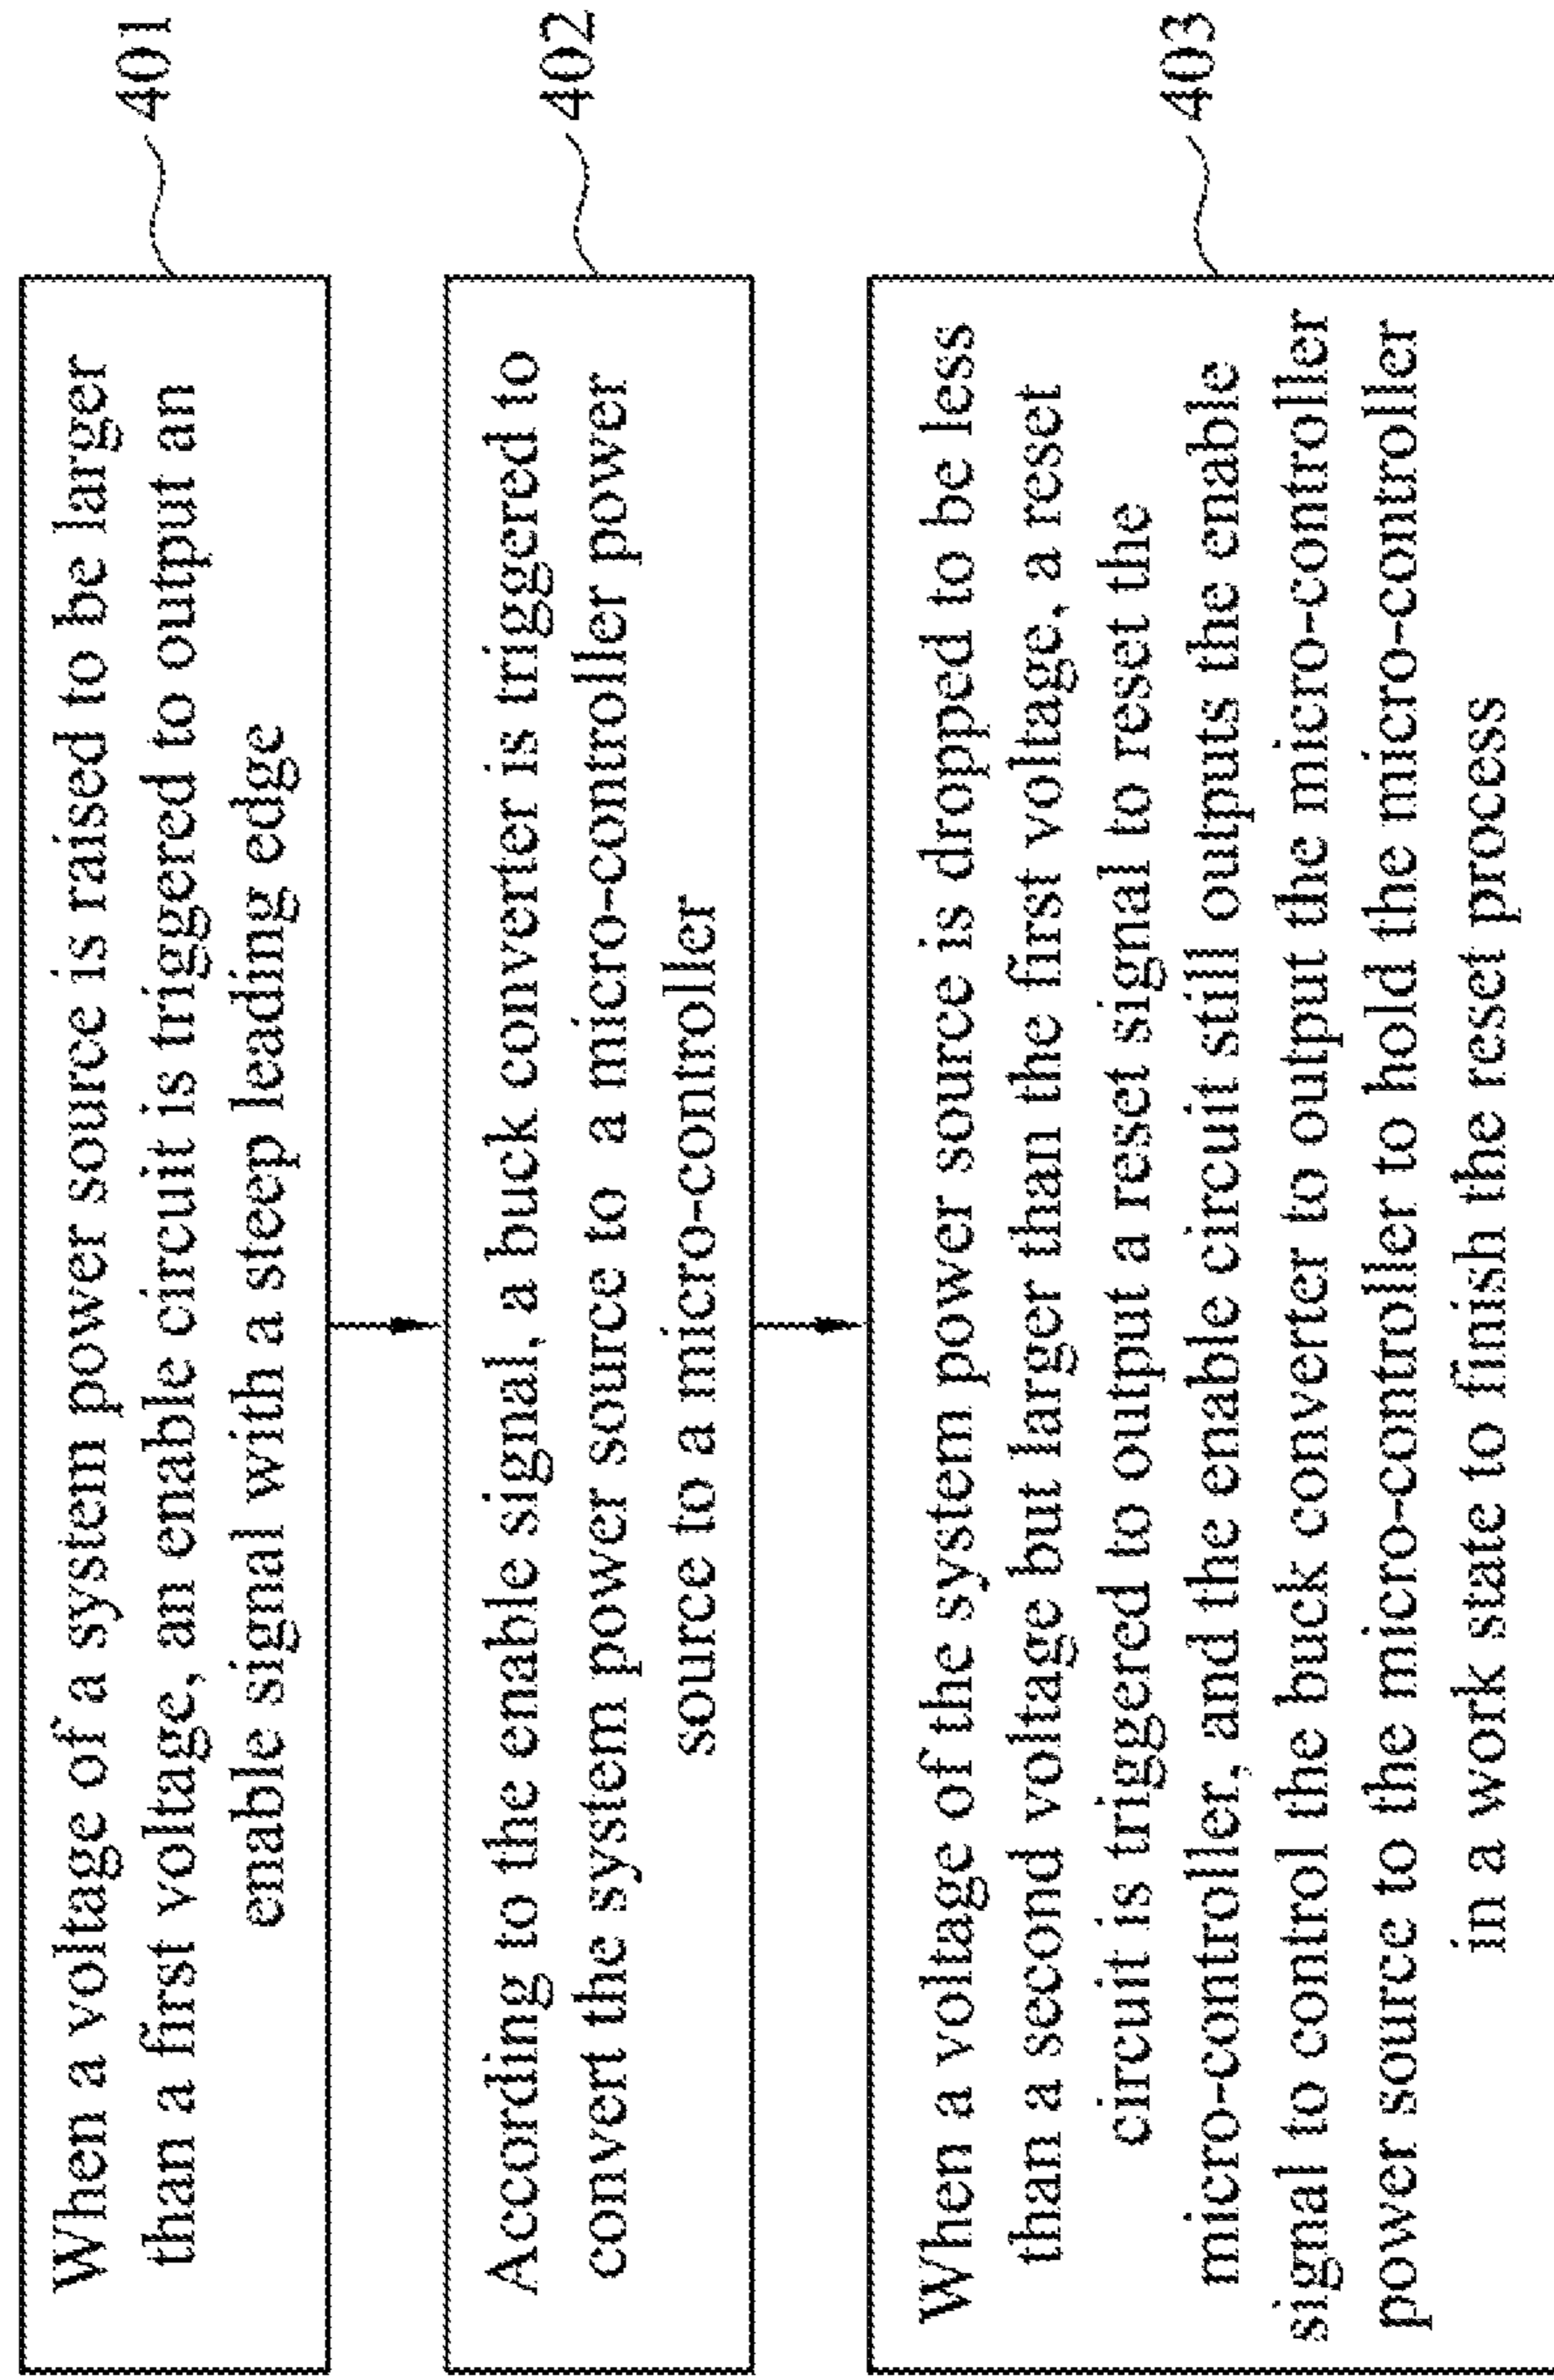 When a voltage of a system power source is raised to be larger
than a first voltage, an enable circuit is triggered to output an
enable signal with a steep leading edge
401
According to the enable signal, a buck converter is triggered to
convert the system power source to a micro-controller power
source to a micro-controller
402
When a voltage of the system power source is dropped to be less
than a second voltage but larger than the first voltage, a reset
circuit is triggered to output a reset signal to reset the
micro-controller, and the enable circuit still outputs the enable
signal to control the buck converter to output the micro-controller
power source to the micro-controller to hold the micro-controller
in a work state to finish the reset process
403